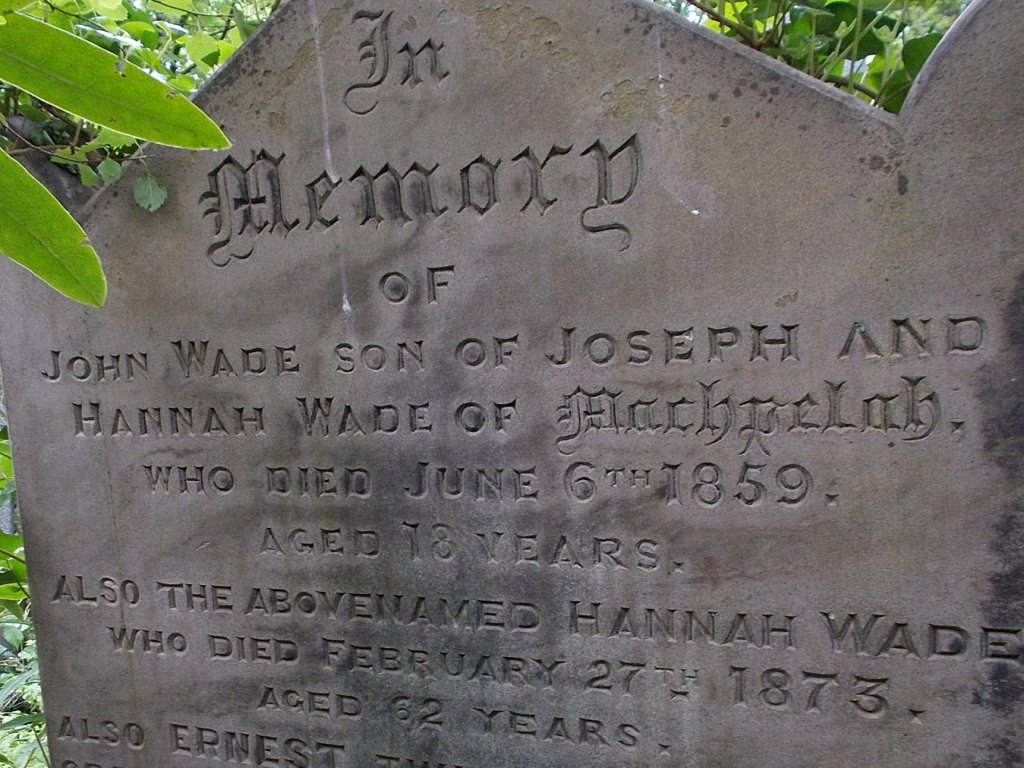 In
Memory
OF
JOHN WADE SON OF JOSEPH AND
HANNAH WADE OF Machpelah.
WHO DIED JUNE 6TH 1859.
AGED 18 YEARS.
ALSO THE ABOVENAMED HANNAH WADE
WHO DIED FEBRUARY 27TH. 1873.
AGED 62 YEARS.
ALSO ERNEST